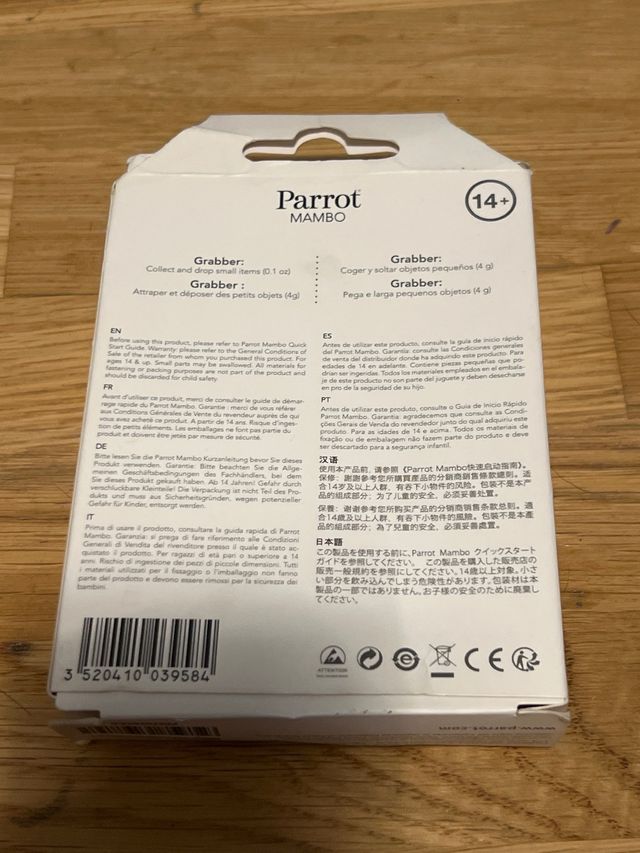 Parrot
MAMBO
14+
Grabber:
Collect and drop small items (0.1 oz)
Grabber :
Attraper et déposer des petits objets (4g)
Grabber:
Coger y soltar objetos pequeños (4 g)
Grabber:
Pega e larga pequenos objetos (4 g)
EN
Before using this product, please refer to Parrot Mambo Quick
Start Guide. Warranty: please refer to the General Conditions of
Sale of the retailer from whom you purchased this product. For
ages 14 & up. Small parts may be swallowed. All materials for
fastening or packing purposes are not part of the product and
should be discarded for child safety.
FR
Avant d'utiliser ce produit, merci de consulter le guide de démar-
rage rapide du Parrot Mambo. Garantie : merci de vous référer
aux Conditions Générales de Vente du revendeur auprès de qui
vous avez acheté ce produit. A partir de 14 ans. Risque d'inges-
tion de petits éléments. Les emballages ne font pas partie du
produit et doivent être jetés par mesure de sécurité.
DE
Bitte lesen Sie die Parrot Mambo Kurzanleitung bevor Sie dieses
Produkt verwenden. Garantie: Bitte beachten Sie die Allge-
meinen Geschäftsbedingungen des Fachhändlers, bei dem
Sie dieses Produkt gekauft haben. Ab 14 Jahren! Gefahr durch
verschluckbare Kleinteile! Die Verpackung ist nicht Teil des Pro-
dukts und muss aus Sicherheitsgründen, wegen potenzieller
Gefahr für Kinder, entsorgt werden.
IT
Prima di usare il prodotto, consultare la guida rapida di Parrot
Mambo. Garanzia: si prega di fare riferimento alle Condizioni
Generali di Vendita del rivenditore presso il quale è stato ac-
quistato il prodotto. Per ragazzi di età pari o superiore a 14
anni. Rischio di ingestione dei pezzi di piccole dimensioni. Tutti
i materiali utilizzati per il fissaggio o l'imballaggio non fanno
parte del prodotto e devono essere rimossi per la sicurezza dei
bambini.
ES
Antes de utilizar este producto, consulte la guía de inicio rápido
del Parrot Mambo. Garantía: consulte las Condiciones generales
de venta del distribuidor donde ha adquirido este producto. Para
edades de 14 en adelante. Contiene piezas pequeñas que po-
drían ser ingeridas. Todos los materiales empleados en el embala-
je de este producto no son parte del juguete y deben desecharse
en pro de la seguridad de su hijo.
PT
Antes de utilizar este produto, consulte o Guia de Início Rápido
Parrot Mambo. Garantia: agradecemos que consulte as Condi-
ções Gerais de Venda do revendedor junto do qual adquiriu este
produto. Para idades de 14 e acima. Todos os materiais de
fixação ou de embalagem não fazem parte do produto e deve
ser descartado para a segurança infantil.
汉语
使用本产品前, 请参照《Parrot Mambo快速启动指南》。
保修: 謝謝參考您所購買產品的分銷商銷售條款總則。适
合14岁及以上人群, 有吞下小物件的风险。包装不是本产
品的组成部分; 为了儿童的安全, 必须妥善处置。
保養: 谢谢参考您所购买产品的分销商销售条款总则。適
合14歲及以上人群, 有吞下小物件的風險。包裝不是本產
品的組成部分; 為了兒童的安全, 必須妥善處置。
日本語
この製品を使用する前に、Parrot Mambo クイックスタート
ガイドを参照してください。 この製品を購入した販売店の
販売一般規約を参照にしてください。14歳以上対象。小さ
い部分を飲み込んでしまう危険性があります。包装材は本
製品の一部ではありません。お子様の安全のために廃棄し
てください。
3 520410 039584
ATTENTION
CE
www.parrot.com